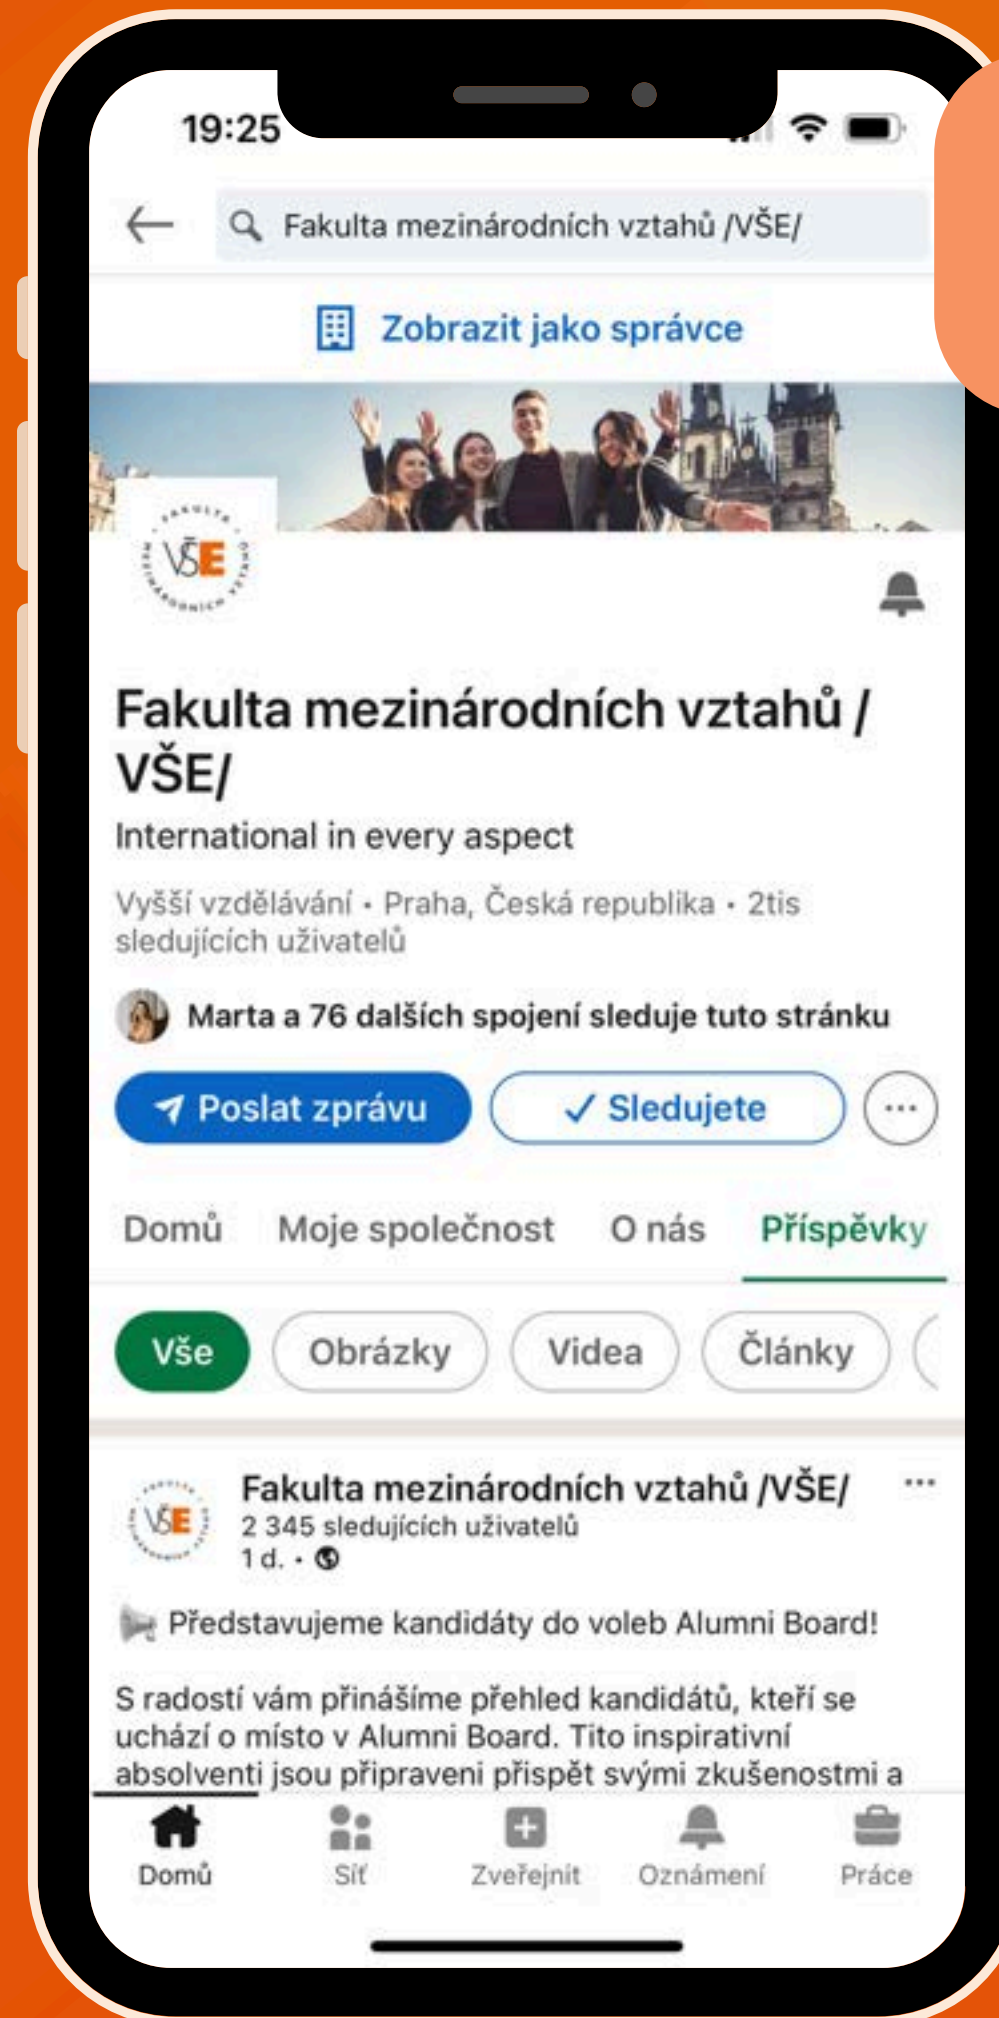 19:25
Fakulta mezinárodních vztahů /VŠE/
Zobrazit jako správce
FAKULTA
VŠE
MEZINÁRODNÍCH VZTAHŮ
Fakulta mezinárodních vztahů /
VŠE/
International in every aspect
Vyšší vzdělávání • Praha, Česká republika • 2tis
sledujících uživatelů
Marta a 76 dalších spojení sleduje tuto stránku
Poslat zprávu
Sledujete
Domů Moje společnost O nás Příspěvky
Vše Obrázky Videa Články
VŠE
Fakulta mezinárodních vztahů /VŠE/
2 345 sledujících uživatelů
1 d. •
Představujeme kandidáty do voleb Alumni Board!
S radostí vám přinášíme přehled kandidátů, kteří se
uchází o místo v Alumni Board. Tito inspirativní
absolventi jsou připraveni přispět svými zkušenostmi a
Domů Síť Zveřejnit Oznámení Práce